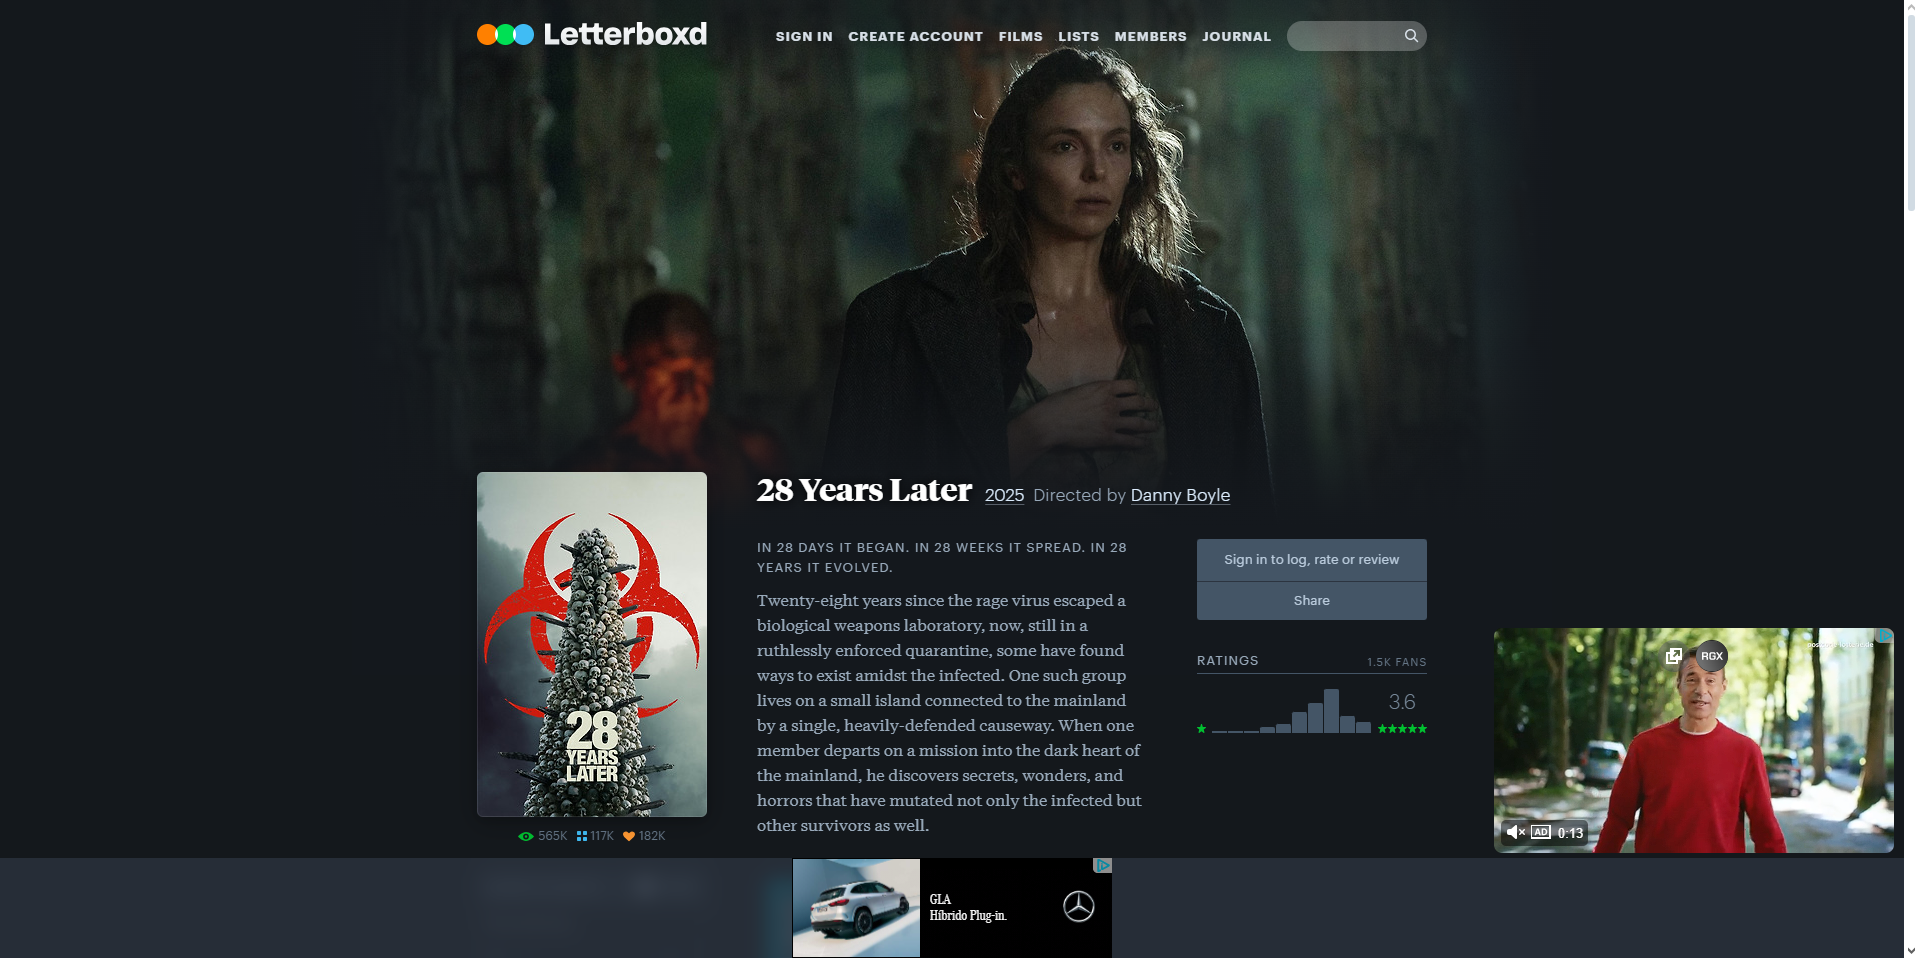 Letterboxd
SIGN IN CREATE ACCOUNT FILMS LISTS MEMBERS JOURNAL
28 Years Later 2025 Directed by Danny Boyle
IN 28 DAYS IT BEGAN. IN 28 WEEKS IT SPREAD. IN 28
YEARS IT EVOLVED.
Twenty-eight years since the rage virus escaped a
biological weapons laboratory, now, still in a
ruthlessly enforced quarantine, some have found
ways to exist amidst the infected. One such group
lives on a small island connected to the mainland
by a single, heavily-defended causeway. When one
member departs on a mission into the dark heart of
the mainland, he discovers secrets, wonders, and
horrors that have mutated not only the infected but
other survivors as well.
28
YEARS
LATER
565K 117K 182K
Sign in to log, rate or review
Share
RATINGS 1.5K FANS
3.6
RGX
AD 0:13
GLA
Híbrido Plug-in.